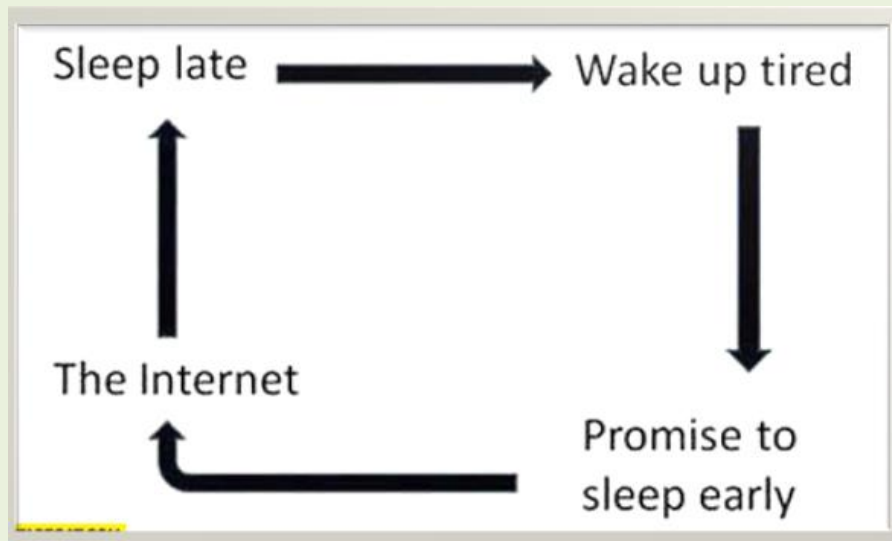 Sleep late
Wake up tired
The Internet
Promise to
sleep early